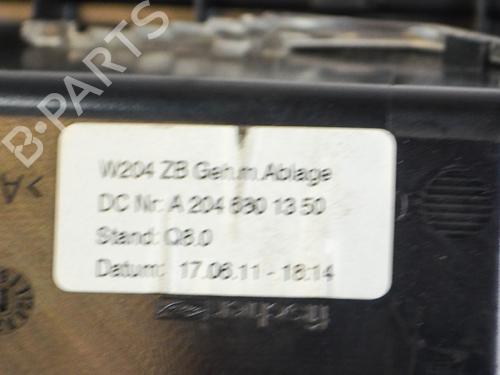 B-PARTS
W204 ZB Geh.m.Ablage
DC Nr: A 204 680 13 50
Stand: Q8.0
Datum: 17.06.11 - 18:14
fischer
>A